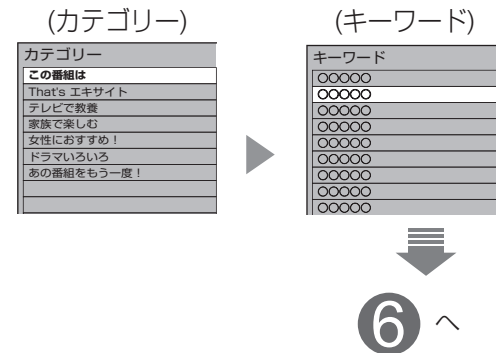 (カテゴリー)
カテゴリー
この番組は
That's エキサイト
テレビで教養
家族で楽しむ
女性におすすめ！
ドラマいろいろ
あの番組をもう一度！
(キーワード)
キーワード
○○○○○
○○○○○
○○○○○
○○○○○
○○○○○
○○○○○
○○○○○
○○○○○
○○○○○
6 へ